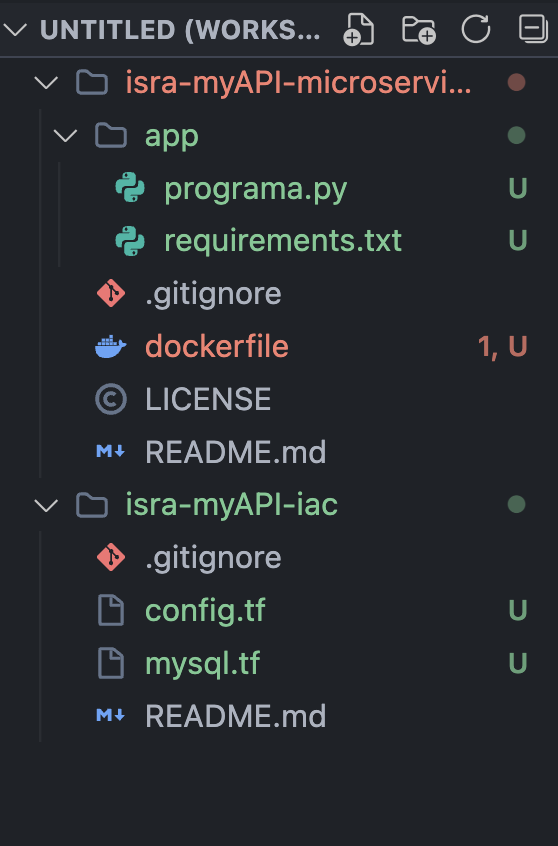 UNTITLED (WORKS...
isra-myAPI-microservi...
app
programa.py U
requirements.txt U
.gitignore
dockerfile 1, U
LICENSE
README.md
isra-myAPI-iac
.gitignore
config.tf U
mysql.tf U
README.md